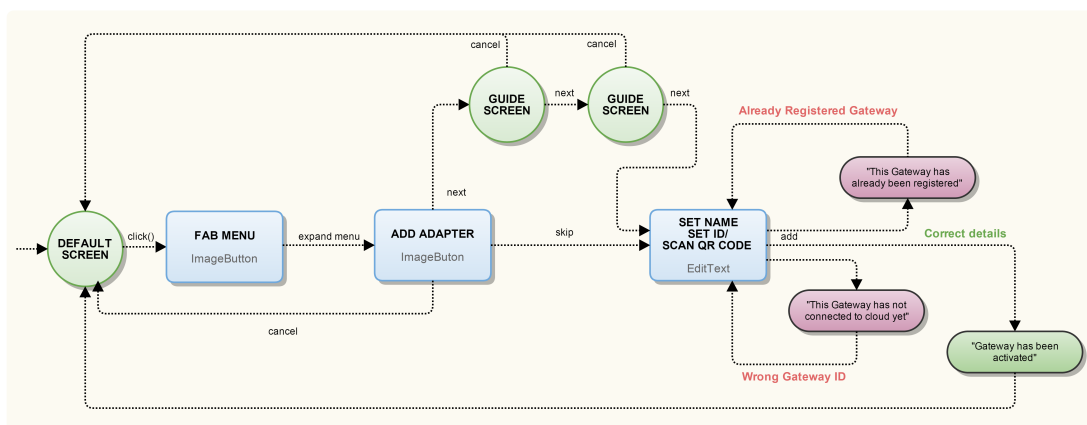 cancel
cancel
GUIDE
SCREEN
next
GUIDE
SCREEN
next
Already Registered Gateway
"This Gateway has
already been registered"
next
DEFAULT
SCREEN
click()
FAB MENU
ImageButton
expand menu
ADD ADAPTER
ImageButon
skip
SET NAME
SET ID/
SCAN QR CODE
EditText
add
Correct details
"This Gateway has not
connected to cloud yet"
cancel
"Gateway has been
activated"
Wrong Gateway ID